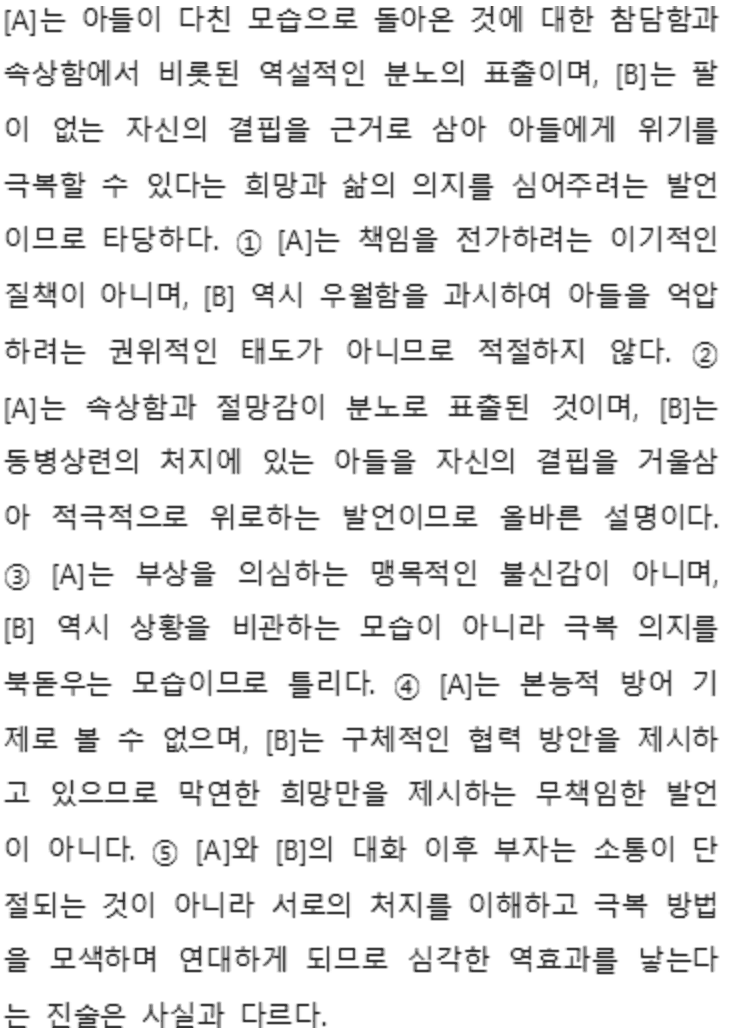 [A]는 아들이 다친 모습으로 돌아온 것에 대한 참담함과
속상함에서 비롯된 역설적인 분노의 표출이며, [B]는 팔
이 없는 자신의 결핍을 근거로 삼아 아들에게 위기를
극복할 수 있다는 희망과 삶의 의지를 심어주려는 발언
이므로 타당하다. ① [A]는 책임을 전가하려는 이기적인
질책이 아니며, [B] 역시 우월함을 과시하여 아들을 억압
하려는 권위적인 태도가 아니므로 적절하지 않다. ②
[A]는 속상함과 절망감이 분노로 표출된 것이며, [B]는
동병상련의 처지에 있는 아들을 자신의 결핍을 거울삼
아 적극적으로 위로하는 발언이므로 올바른 설명이다.
③ [A]는 부상을 의심하는 맹목적인 불신감이 아니며,
[B] 역시 상황을 비관하는 모습이 아니라 극복 의지를
북돋우는 모습이므로 틀리다. ④ [A]는 본능적 방어 기
제로 볼 수 없으며, [B]는 구체적인 협력 방안을 제시하
고 있으므로 막연한 희망만을 제시하는 무책임한 발언
이 아니다. ⑤ [A]와 [B]의 대화 이후 부자는 소통이 단
절되는 것이 아니라 서로의 처지를 이해하고 극복 방법
을 모색하며 연대하게 되므로 심각한 역효과를 낳는다
는 진술은 사실과 다르다.